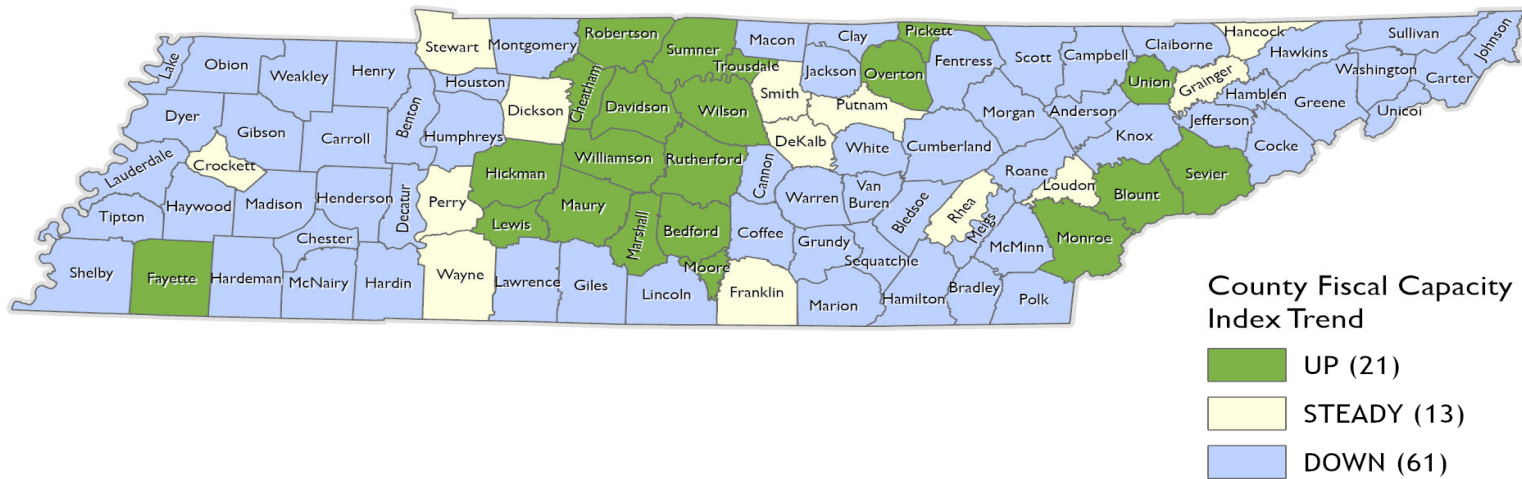 Stewart
Montgomery
Robertson
Sumner
Macon
Clay
Pickett
Hancock
Claiborne
Hawkins
Sullivan
Johnson
Lake
Obion
Weakley
Henry
Houston
Trousdale
Jackson
Overton
Fentress
Scott
Campbell
Union
Grainger
Hamblen
Washington
Carter
Greene
Unicoi
Dyer
Gibson
Carroll
Benton
Humphreys
Dickson
Cheatham
Davidson
Wilson
Smith
Putnam
DeKalb
White
Cumberland
Morgan
Anderson
Knox
Jefferson
Cocke
Lauderdale
Crockett
Haywood
Madison
Henderson
Decatur
Perry
Hickman
Williamson
Rutherford
Cannon
Warren
Van
Buren
Bledsoe
Rhea
Meigs
Roane
Loudon
Blount
Sevier
Tipton
Chester
Lewis
Maury
Marshall
Bedford
Coffee
Grundy
Sequatchie
McMinn
Monroe
Shelby
Fayette
Hardeman
McNairy
Hardin
Wayne
Lawrence
Giles
Lincoln
Moore
Franklin
Marion
Hamilton
Bradley
Polk
County Fiscal Capacity
Index Trend
UP (21)
STEADY (13)
DOWN (61)